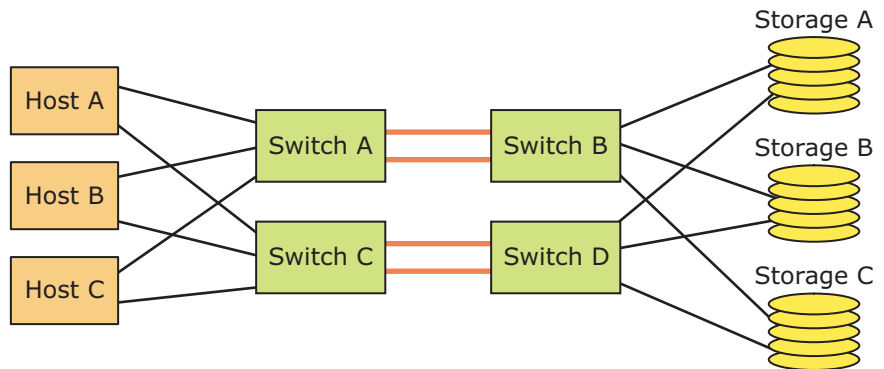 Storage A
Host A
Switch A
Switch B
Storage B
Host B
Switch C
Switch D
Host C
Storage C